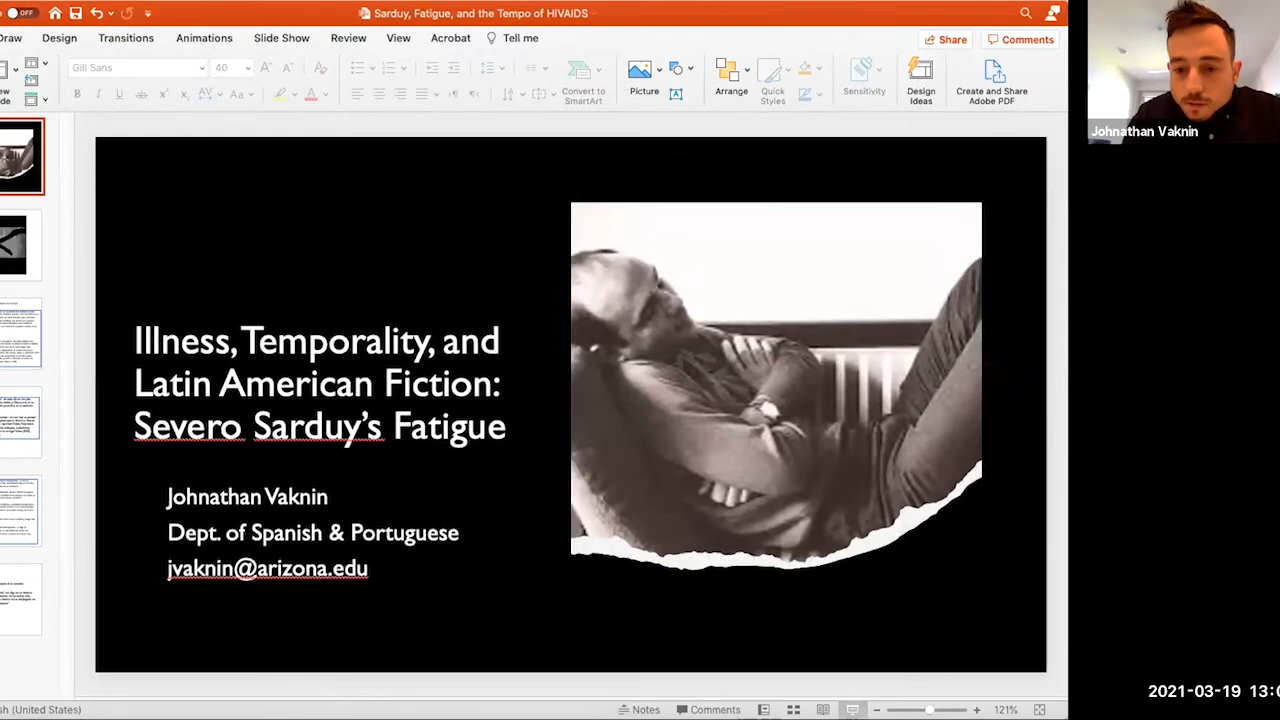 OFF
Sarduy, Fatigue, and the Tempo of HIVAIDS
Draw Design Transitions Animations Slide Show Review View Acrobat Tell me
Share Comments
Gill Sans 40
Convert to SmartArt
Picture
Arrange
Quick Styles
Sensitivity
Design Ideas
Create and Share Adobe PDF
Johnathan Vaknin
Illness, Temporality, and
Latin American Fiction:
Severo Sarduy's Fatigue
Johnathan Vaknin
Dept. of Spanish & Portuguese
jvaknin@arizona.edu
2021-03-19 13:0
(United States) Notes Comments 121%